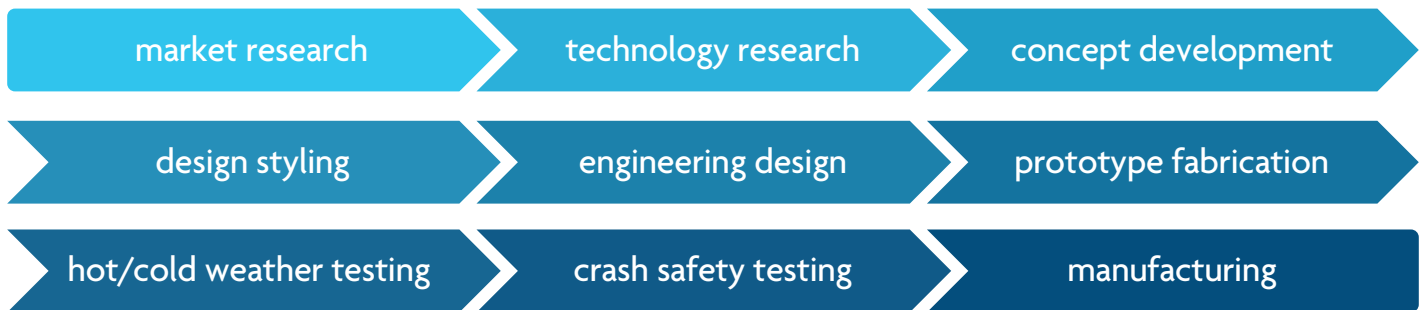 market research
technology research
concept development
design styling
engineering design
prototype fabrication
hot/cold weather testing
crash safety testing
manufacturing